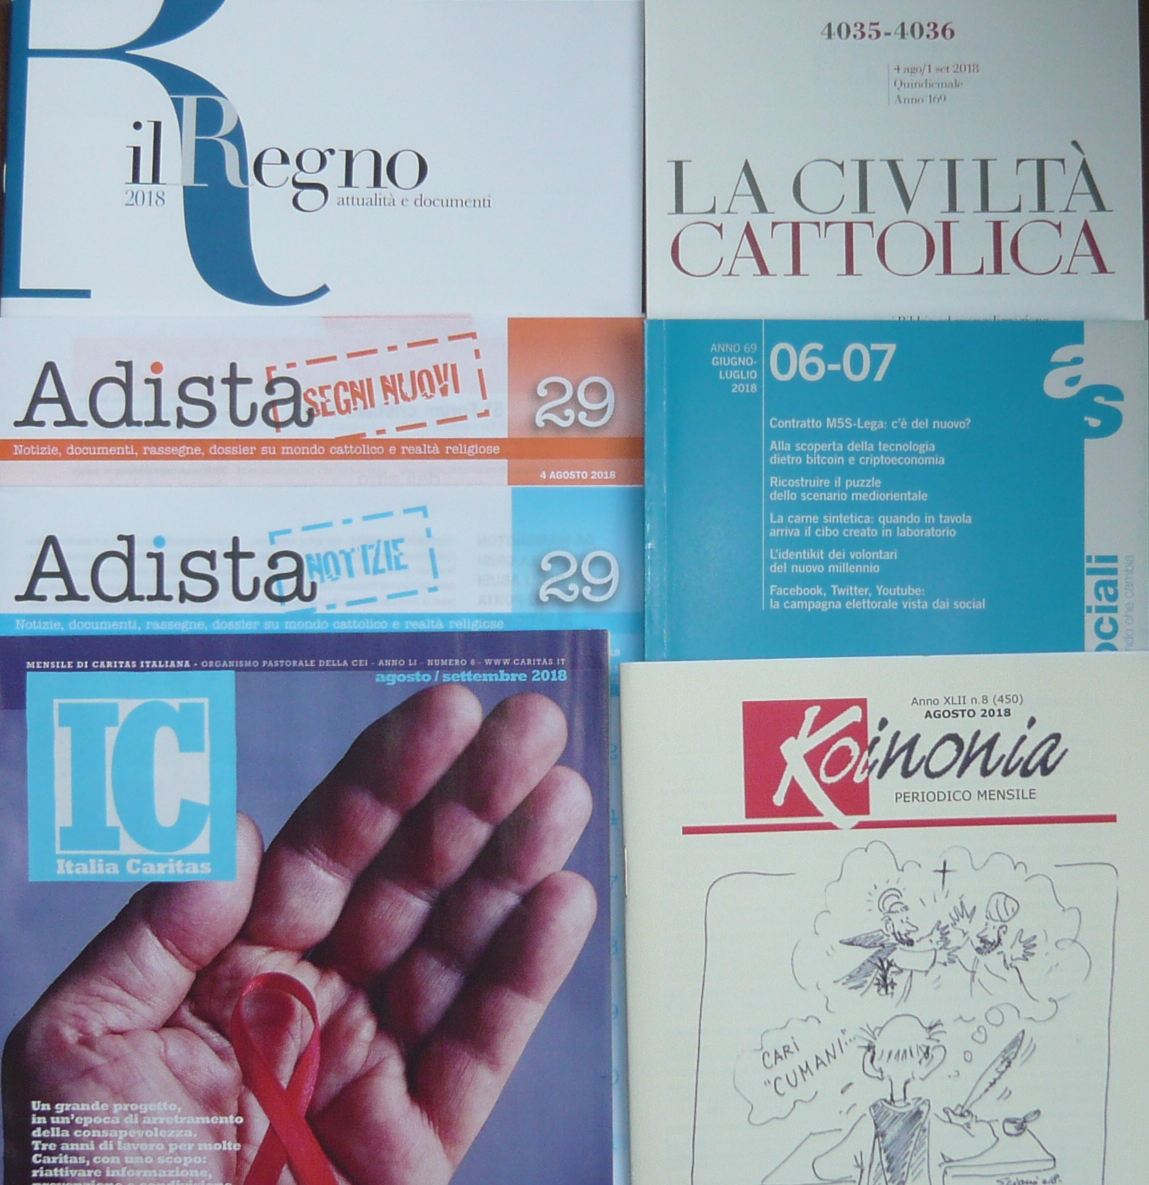 il Regno
2018
attualità e documenti
4035-4036
4 ago/1 set 2018
Quindicinale
Anno 169
LA CIVILTÀ
CATTOLICA
Adista
SEGNI NUOVI
29
Notizie, documenti, rassegne, dossier su mondo cattolico e realtà religiose
4 AGOSTO 2018
Adista
NOTIZIE
29
Notizie, documenti, rassegne, dossier su mondo cattolico e realtà religiose
ANNO 69
GIUGNO-
LUGLIO
2018
06-07
as
Contratto M5S-Lega: c'è del nuovo?
Alla scoperta della tecnologia
dietro bitcoin e criptoeconomia
Ricostruire il puzzle
dello scenario mediorientale
La carne sintetica: quando in tavola
arriva il cibo creato in laboratorio
L'identikit dei volontari
del nuovo millennio
Facebook, Twitter, Youtube:
la campagna elettorale vista dai social
ociali
ndo che cambia
MENSILE DI CARITAS ITALIANA - ORGANISMO PASTORALE DELLA CEI - ANNO LI - NUMERO 6 - WWW.CARITAS.IT
agosto / settembre 2018
IC
Italia Caritas
Un grande progetto,
in un'epoca di arretramento
della consapevolezza.
Tre anni di lavoro per molte
Caritas, con uno scopo:
riattivare informazione,
Anno XLII n.8 (450)
AGOSTO 2018
Koinonia
PERIODICO MENSILE
CARI
"CUMANI...